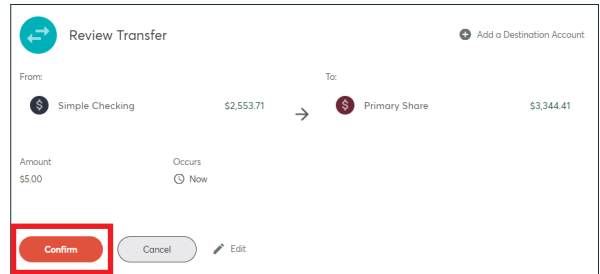 Review Transfer
Add a Destination Account
From:
To:
$ Simple Checking $2,553.71
$ Primary Share $3,344.41
Amount
Occurs
$5.00
Now
Confirm
Cancel
Edit